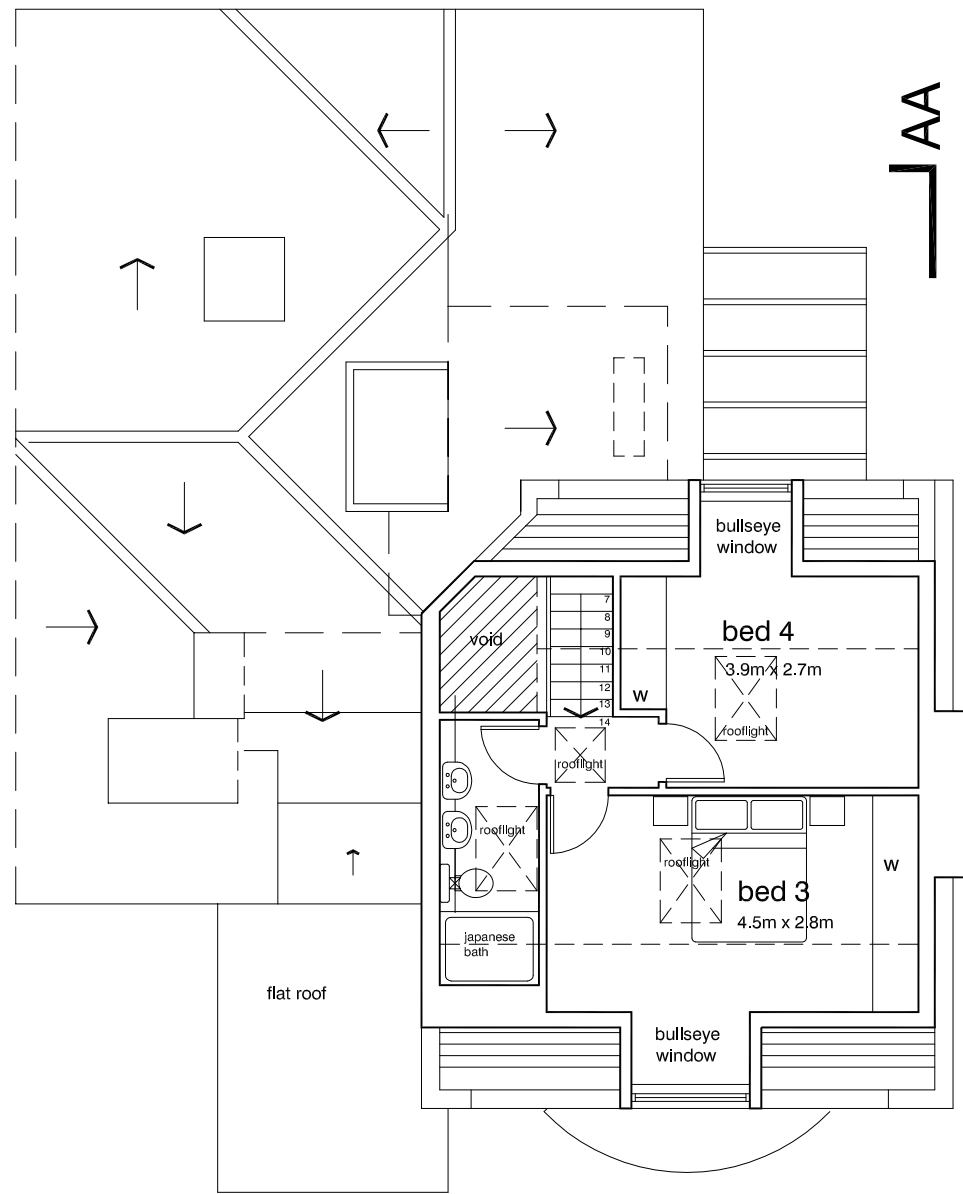 AA
bullseye
window
void
7
8
9
10
11
12
13
14
bed 4
3.9m x 2.7m
w
rooflight
rooflight
rooflight
rooflight
w
bed 3
4.5m x 2.8m
japanese
bath
flat roof
bullseye
window